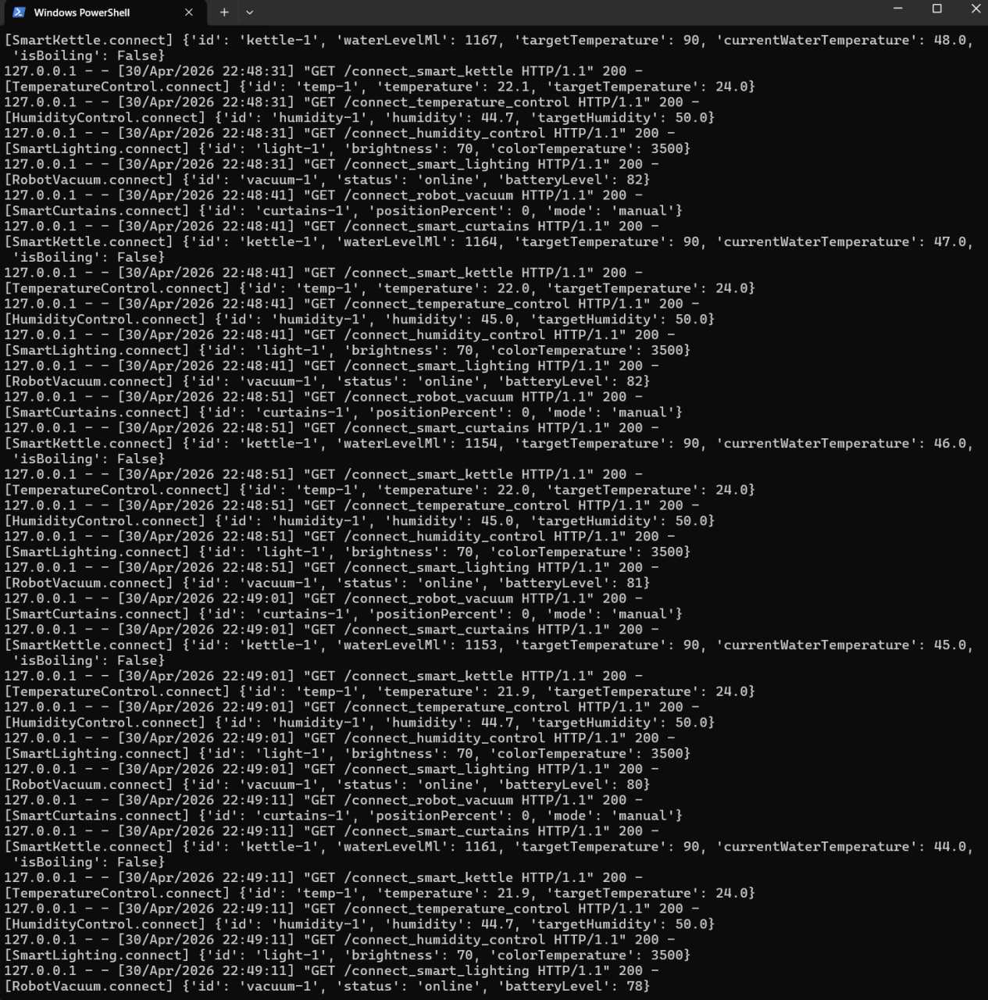 Windows PowerShell
[SmartKettle.connect] {'id': 'kettle-1', 'waterLevelMl': 1167, 'targetTemperature': 90, 'currentWaterTemperature': 48.0,
'isBoiling': False}
127.0.0.1 - - [30/Apr/2026 22:48:31] "GET /connect_smart_kettle HTTP/1.1" 200 -
[TemperatureControl.connect] {'id': 'temp-1', 'temperature': 22.1, 'targetTemperature': 24.0}
127.0.0.1 - - [30/Apr/2026 22:48:31] "GET /connect_temperature_control HTTP/1.1" 200 -
[HumidityControl.connect] {'id': 'humidity-1', 'humidity': 44.7, 'targetHumidity': 50.0}
127.0.0.1 - - [30/Apr/2026 22:48:31] "GET /connect_humidity_control HTTP/1.1" 200 -
[SmartLighting.connect] {'id': 'light-1', 'brightness': 70, 'colorTemperature': 3500}
127.0.0.1 - - [30/Apr/2026 22:48:31] "GET /connect_smart_lighting HTTP/1.1" 200 -
[RobotVacuum.connect] {'id': 'vacuum-1', 'status': 'online', 'batteryLevel': 82}
127.0.0.1 - - [30/Apr/2026 22:48:41] "GET /connect_robot_vacuum HTTP/1.1" 200 -
[SmartCurtains.connect] {'id': 'curtains-1', 'positionPercent': 0, 'mode': 'manual'}
127.0.0.1 - - [30/Apr/2026 22:48:41] "GET /connect_smart_curtains HTTP/1.1" 200 -
[SmartKettle.connect] {'id': 'kettle-1', 'waterLevelMl': 1164, 'targetTemperature': 90, 'currentWaterTemperature': 47.0,
'isBoiling': False}
127.0.0.1 - - [30/Apr/2026 22:48:41] "GET /connect_smart_kettle HTTP/1.1" 200 -
[TemperatureControl.connect] {'id': 'temp-1', 'temperature': 22.0, 'targetTemperature': 24.0}
127.0.0.1 - - [30/Apr/2026 22:48:41] "GET /connect_temperature_control HTTP/1.1" 200 -
[HumidityControl.connect] {'id': 'humidity-1', 'humidity': 45.0, 'targetHumidity': 50.0}
127.0.0.1 - - [30/Apr/2026 22:48:41] "GET /connect_humidity_control HTTP/1.1" 200 -
[SmartLighting.connect] {'id': 'light-1', 'brightness': 70, 'colorTemperature': 3500}
127.0.0.1 - - [30/Apr/2026 22:48:41] "GET /connect_smart_lighting HTTP/1.1" 200 -
[RobotVacuum.connect] {'id': 'vacuum-1', 'status': 'online', 'batteryLevel': 82}
127.0.0.1 - - [30/Apr/2026 22:48:51] "GET /connect_robot_vacuum HTTP/1.1" 200 -
[SmartCurtains.connect] {'id': 'curtains-1', 'positionPercent': 0, 'mode': 'manual'}
127.0.0.1 - - [30/Apr/2026 22:48:51] "GET /connect_smart_curtains HTTP/1.1" 200 -
[SmartKettle.connect] {'id': 'kettle-1', 'waterLevelMl': 1154, 'targetTemperature': 90, 'currentWaterTemperature': 46.0,
'isBoiling': False}
127.0.0.1 - - [30/Apr/2026 22:48:51] "GET /connect_smart_kettle HTTP/1.1" 200 -
[TemperatureControl.connect] {'id': 'temp-1', 'temperature': 22.0, 'targetTemperature': 24.0}
127.0.0.1 - - [30/Apr/2026 22:48:51] "GET /connect_temperature_control HTTP/1.1" 200 -
[HumidityControl.connect] {'id': 'humidity-1', 'humidity': 45.0, 'targetHumidity': 50.0}
127.0.0.1 - - [30/Apr/2026 22:48:51] "GET /connect_humidity_control HTTP/1.1" 200 -
[SmartLighting.connect] {'id': 'light-1', 'brightness': 70, 'colorTemperature': 3500}
127.0.0.1 - - [30/Apr/2026 22:48:51] "GET /connect_smart_lighting HTTP/1.1" 200 -
[RobotVacuum.connect] {'id': 'vacuum-1', 'status': 'online', 'batteryLevel': 81}
127.0.0.1 - - [30/Apr/2026 22:49:01] "GET /connect_robot_vacuum HTTP/1.1" 200 -
[SmartCurtains.connect] {'id': 'curtains-1', 'positionPercent': 0, 'mode': 'manual'}
127.0.0.1 - - [30/Apr/2026 22:49:01] "GET /connect_smart_curtains HTTP/1.1" 200 -
[SmartKettle.connect] {'id': 'kettle-1', 'waterLevelMl': 1153, 'targetTemperature': 90, 'currentWaterTemperature': 45.0,
'isBoiling': False}
127.0.0.1 - - [30/Apr/2026 22:49:01] "GET /connect_smart_kettle HTTP/1.1" 200 -
[TemperatureControl.connect] {'id': 'temp-1', 'temperature': 21.9, 'targetTemperature': 24.0}
127.0.0.1 - - [30/Apr/2026 22:49:01] "GET /connect_temperature_control HTTP/1.1" 200 -
[HumidityControl.connect] {'id': 'humidity-1', 'humidity': 44.7, 'targetHumidity': 50.0}
127.0.0.1 - - [30/Apr/2026 22:49:01] "GET /connect_humidity_control HTTP/1.1" 200 -
[SmartLighting.connect] {'id': 'light-1', 'brightness': 70, 'colorTemperature': 3500}
127.0.0.1 - - [30/Apr/2026 22:49:01] "GET /connect_smart_lighting HTTP/1.1" 200 -
[RobotVacuum.connect] {'id': 'vacuum-1', 'status': 'online', 'batteryLevel': 80}
127.0.0.1 - - [30/Apr/2026 22:49:11] "GET /connect_robot_vacuum HTTP/1.1" 200 -
[SmartCurtains.connect] {'id': 'curtains-1', 'positionPercent': 0, 'mode': 'manual'}
127.0.0.1 - - [30/Apr/2026 22:49:11] "GET /connect_smart_curtains HTTP/1.1" 200 -
[SmartKettle.connect] {'id': 'kettle-1', 'waterLevelMl': 1161, 'targetTemperature': 90, 'currentWaterTemperature': 44.0,
'isBoiling': False}
127.0.0.1 - - [30/Apr/2026 22:49:11] "GET /connect_smart_kettle HTTP/1.1" 200 -
[TemperatureControl.connect] {'id': 'temp-1', 'temperature': 21.9, 'targetTemperature': 24.0}
127.0.0.1 - - [30/Apr/2026 22:49:11] "GET /connect_temperature_control HTTP/1.1" 200 -
[HumidityControl.connect] {'id': 'humidity-1', 'humidity': 44.7, 'targetHumidity': 50.0}
127.0.0.1 - - [30/Apr/2026 22:49:11] "GET /connect_humidity_control HTTP/1.1" 200 -
[SmartLighting.connect] {'id': 'light-1', 'brightness': 70, 'colorTemperature': 3500}
127.0.0.1 - - [30/Apr/2026 22:49:11] "GET /connect_smart_lighting HTTP/1.1" 200 -
[RobotVacuum.connect] {'id': 'vacuum-1', 'status': 'online', 'batteryLevel': 78}